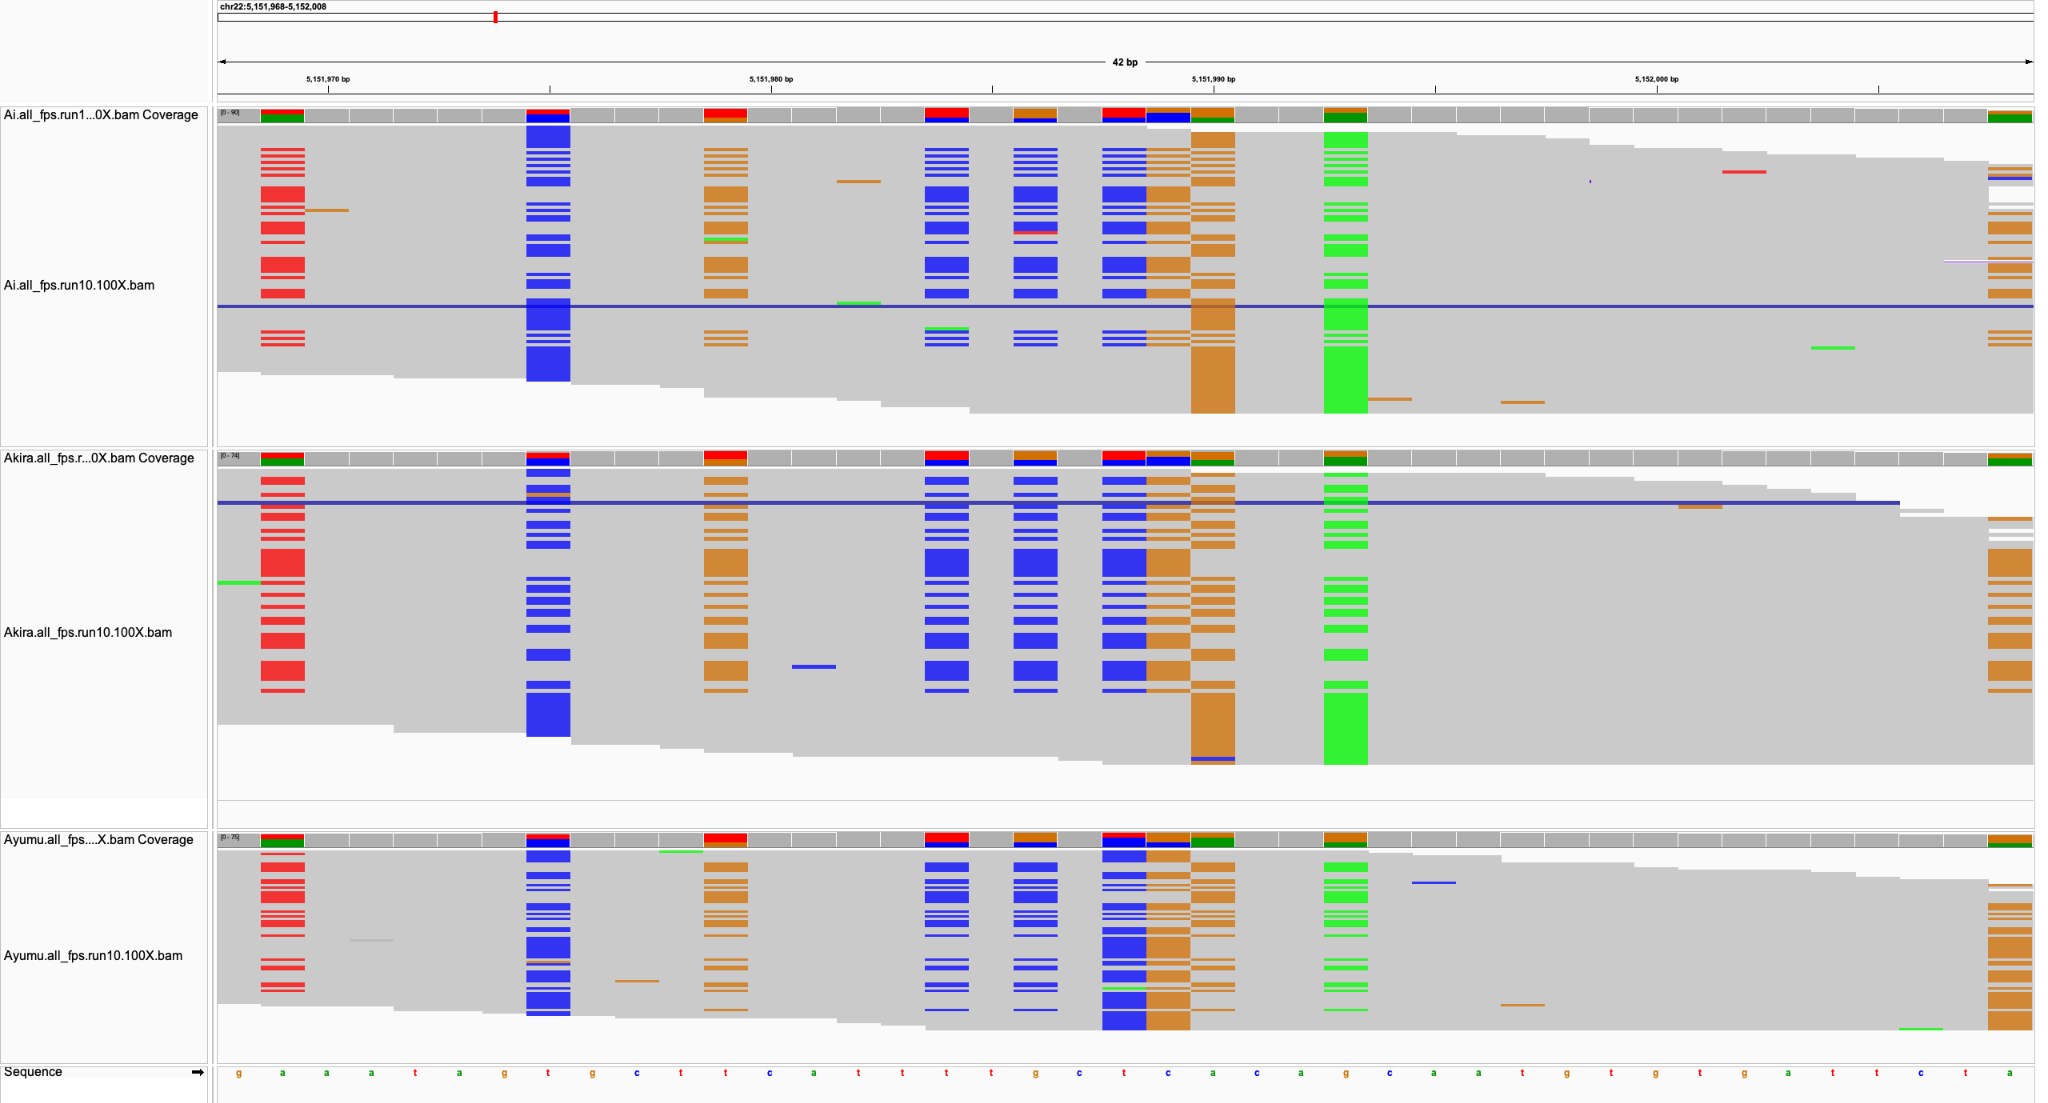 chr22:5,151,968-5,152,008
42 bp
5,151,970 bp 5,151,980 bp 5,151,990 bp 5,152,000 bp
Ai.all_fps.run1...0X.bam Coverage
[0 - 90]
Ai.all_fps.run10.100X.bam
Akira.all_fps.r...0X.bam Coverage
[0 - 74]
Akira.all_fps.run10.100X.bam
Ayumu.all_fps....X.bam Coverage
[0 - 75]
Ayumu.all_fps.run10.100X.bam
Sequence g a a a t a g t g c t t c a t t t t g c t c a c a g c a a t g t g t g a t t c t a